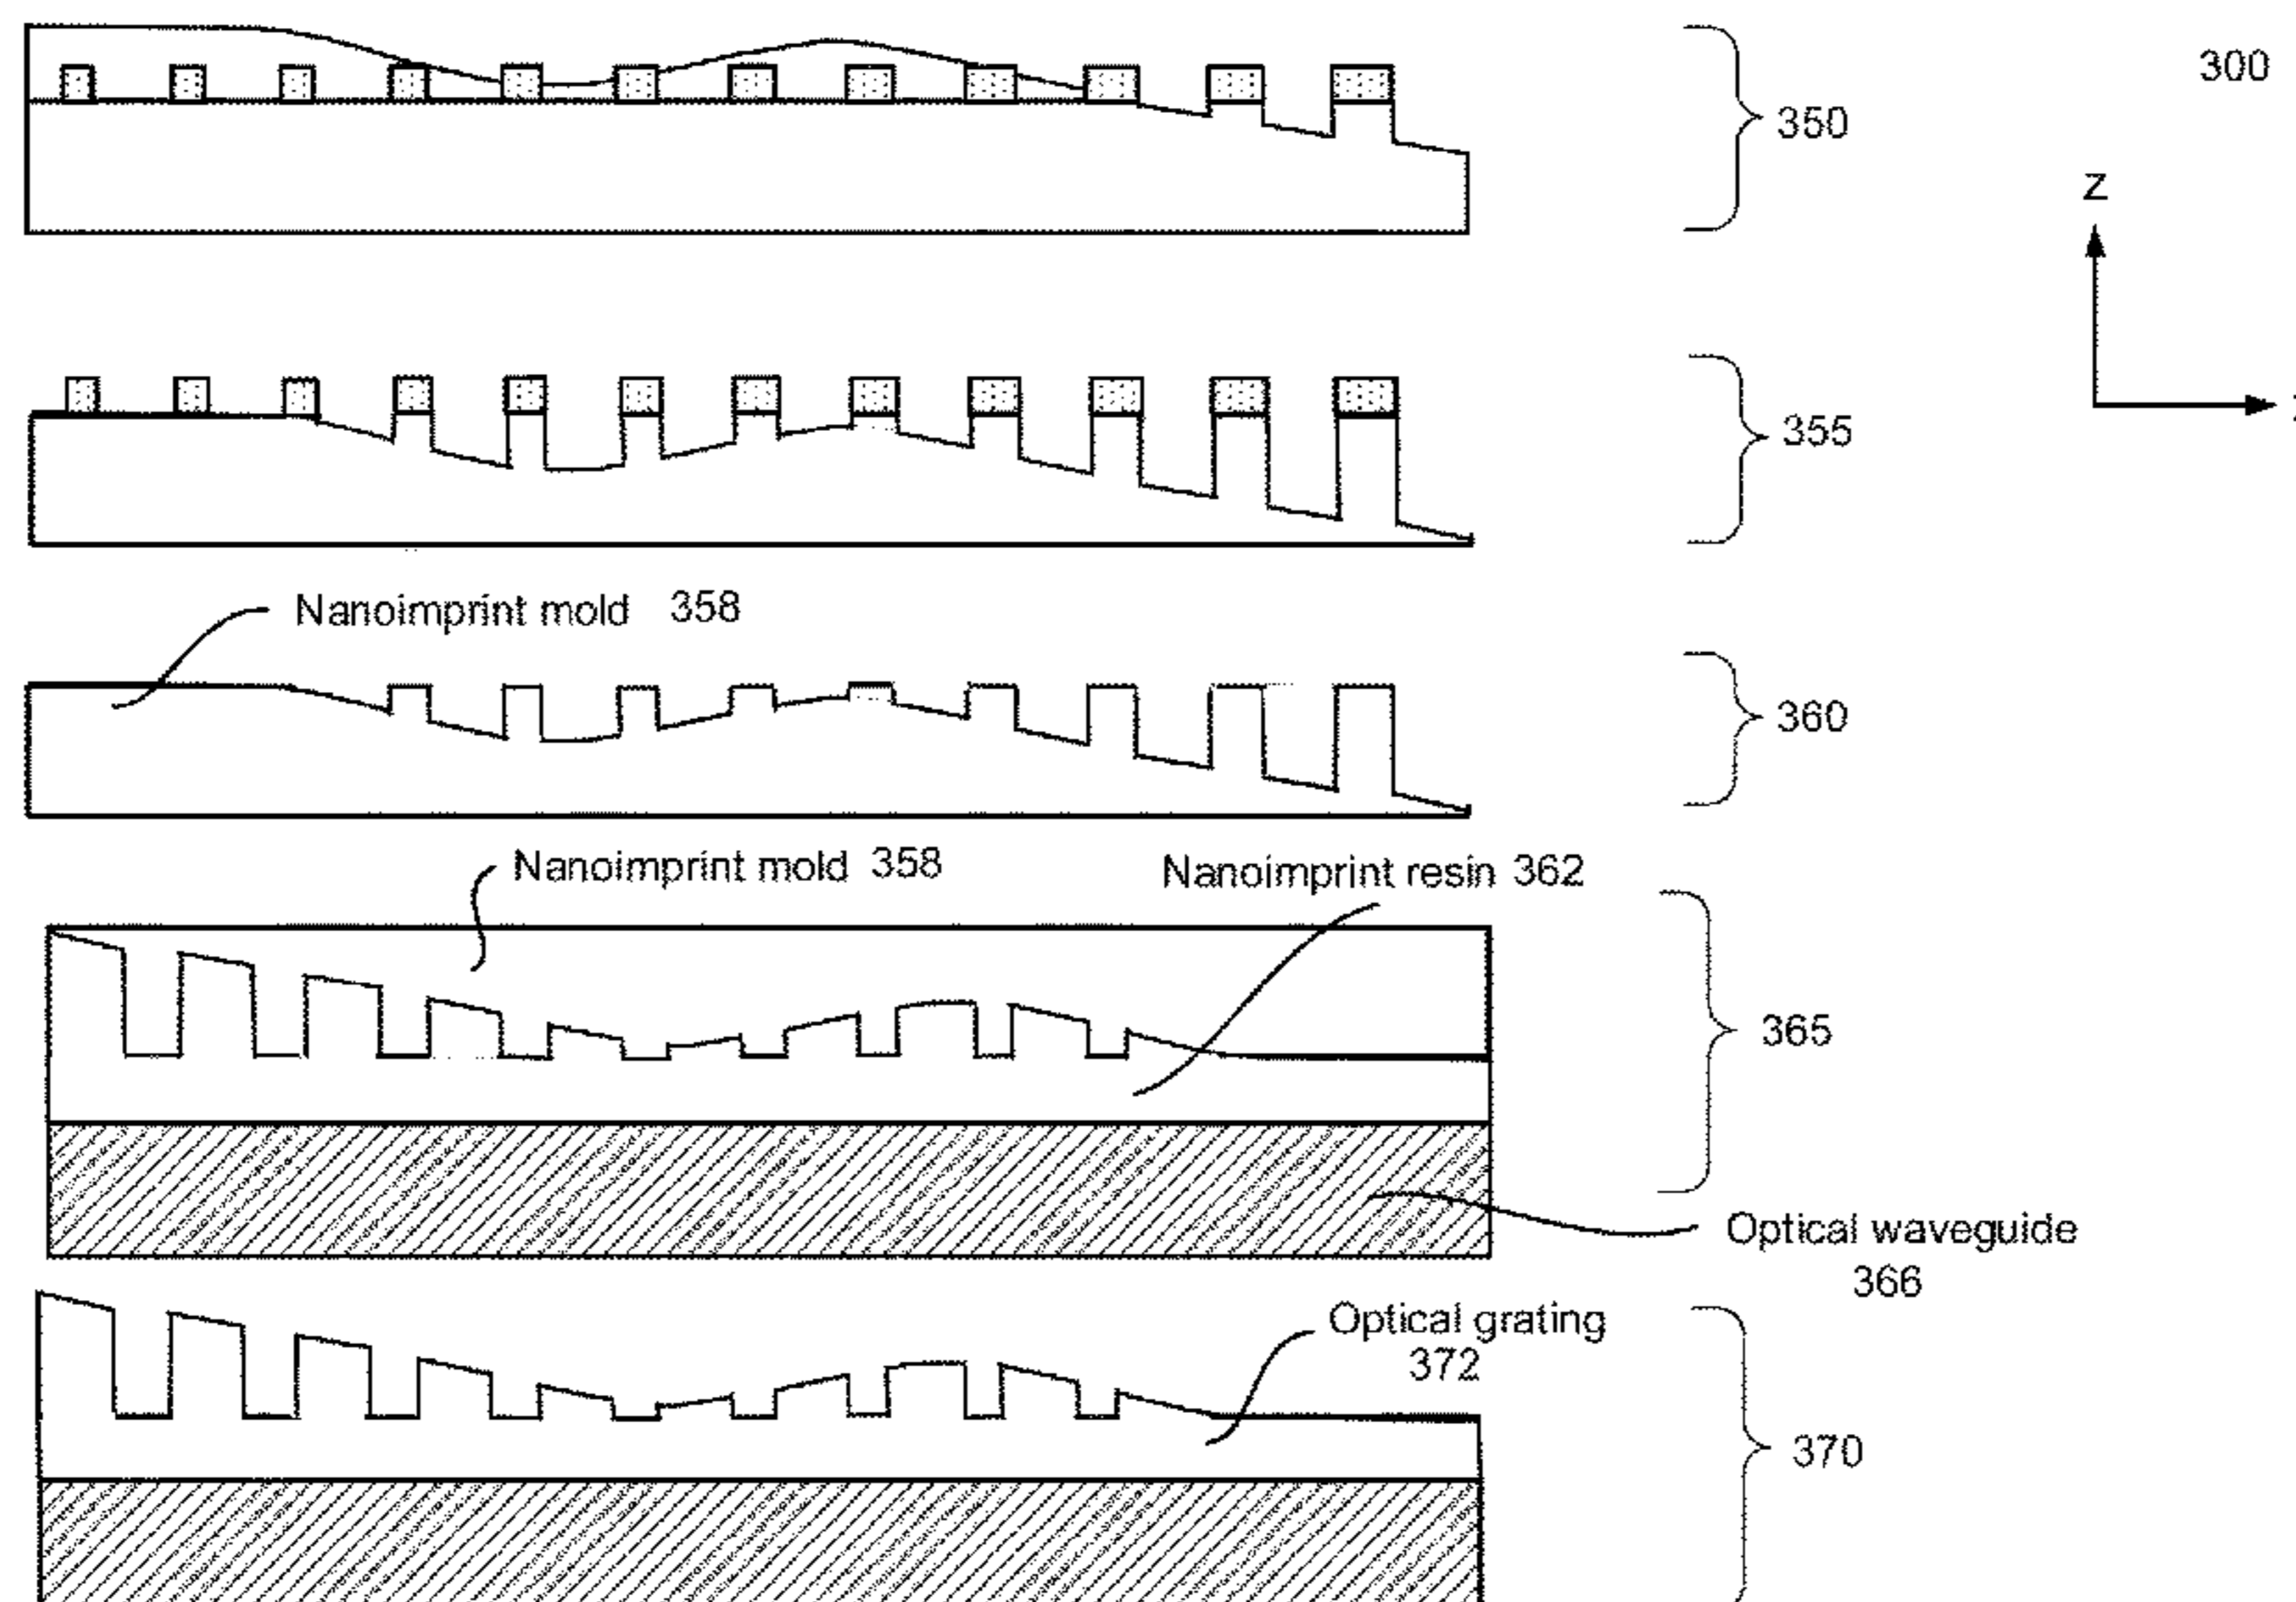 300
350
Z
355
Nanoimprint mold 358
360
Nanoimprint mold 358
Nanoimprint resin 362
365
Optical waveguide
366
Optical grating
372
370